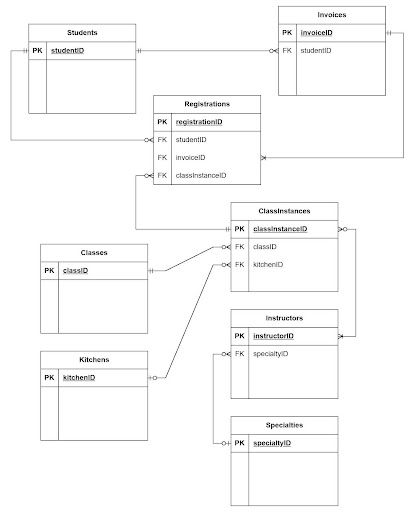 Students
PK studentID
Invoices
PK invoiceID
FK studentID
Registrations
PK registrationID
FK studentID
FK invoiceID
FK classInstanceID
ClassInstances
PK classInstanceID
FK classID
FK kitchenID
Classes
PK classID
Instructors
PK instructorID
FK specialtyID
Kitchens
PK kitchenID
Specialties
PK specialtyID